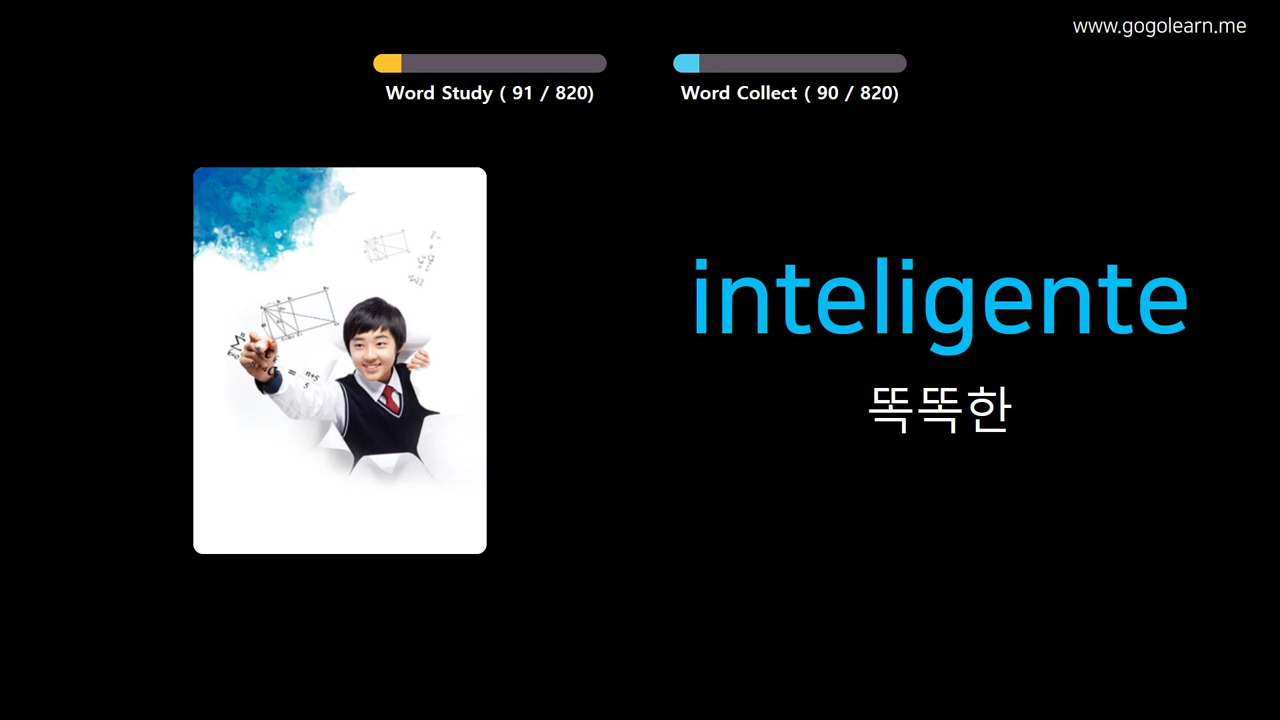 www.gogolearn.me
Word Study ( 91 / 820)
Word Collect ( 90 / 820)
inteligente
똑똑한